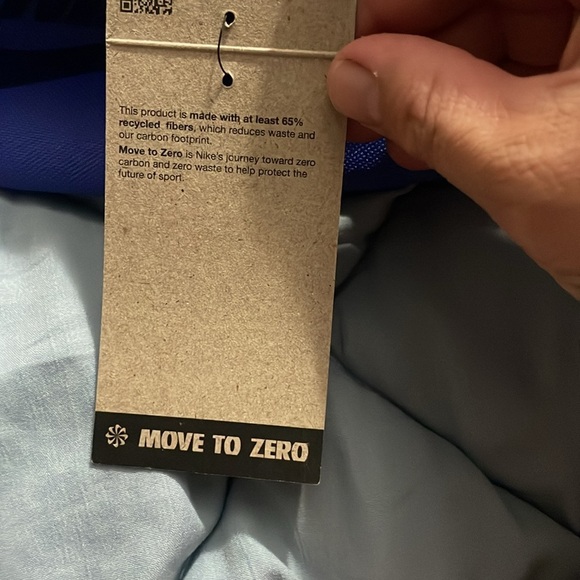 This product is made with at least 65%
recycled fibers, which reduces waste and
our carbon footprint.
Move to Zero is Nike's journey toward zero
carbon and zero waste to help protect the
future of sport.
MOVE TO ZERO